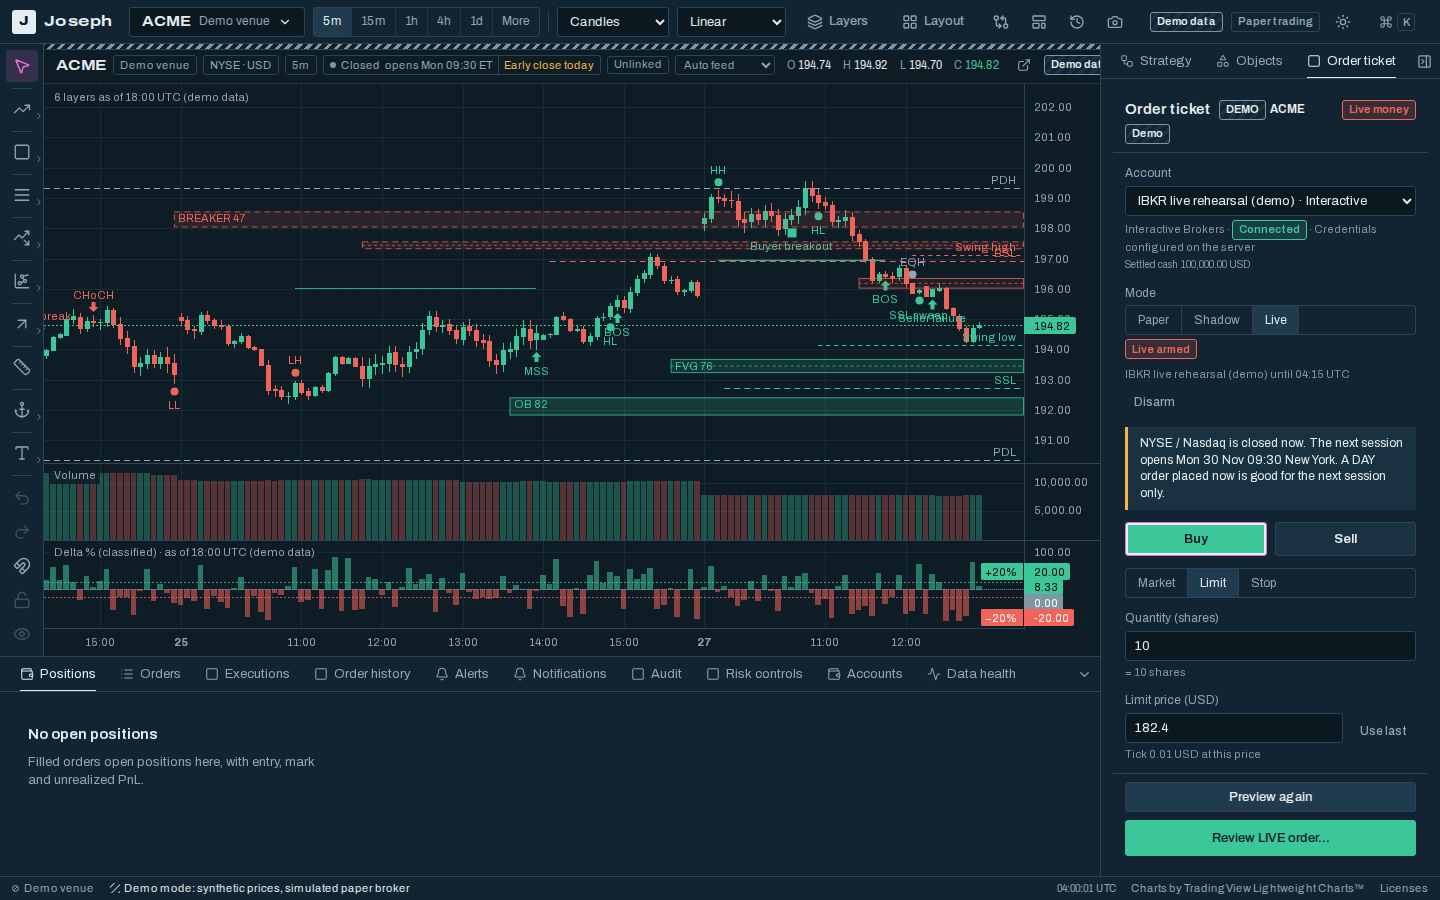 J Joseph ACME Demo venue 5m 15m 1h 4h 1d More Candles Linear Layers Layout Demo data Paper trading ⌘ K
ACME Demo venue NYSE · USD 5m Closed opens Mon 09:30 ET Early close today Unlinked Auto feed O 194.74 H 194.92 L 194.70 C 194.82 Demo dat
Strategy Objects Order ticket
6 layers as of 18:00 UTC (demo data)
202.00
201.00
200.00
199.00
198.00
197.00
196.00
194.82
194.00
193.00
192.00
191.00
HH
PDH
BREAKER 47
HL
Buyer breakout
Swing high
BSL
EQH
CHoCH
break
BOS
SSL sweep
Seller failure
BOS
HL
Swing low
LH
MSS
FVG 76
SSL
LL
OB 82
PDL
Volume
10,000.00
5,000.00
Delta % (classified) · as of 18:00 UTC (demo data)
100.00
+20% 20.00
8.33
0.00
−20% -20.00
15:00 25 11:00 12:00 13:00 14:00 15:00 27 11:00 12:00
Positions Orders Executions Order history Alerts Notifications Audit Risk controls Accounts Data health
No open positions
Filled orders open positions here, with entry, mark
and unrealized PnL.
Order ticket DEMO ACME Live money
Demo
Account
IBKR live rehearsal (demo) · Interactive
Interactive Brokers · Connected · Credentials
configured on the server
Settled cash 100,000.00 USD
Mode
Paper Shadow Live
Live armed
IBKR live rehearsal (demo) until 04:15 UTC
Disarm
NYSE / Nasdaq is closed now. The next session
opens Mon 30 Nov 09:30 New York. A DAY
order placed now is good for the next session
only.
Buy Sell
Market Limit Stop
Quantity (shares)
10
= 10 shares
Limit price (USD)
182.4 Use last
Tick 0.01 USD at this price
Preview again
Review LIVE order...
Demo venue Demo mode: synthetic prices, simulated paper broker 04:00:01 UTC Charts by TradingView Lightweight Charts™ Licenses